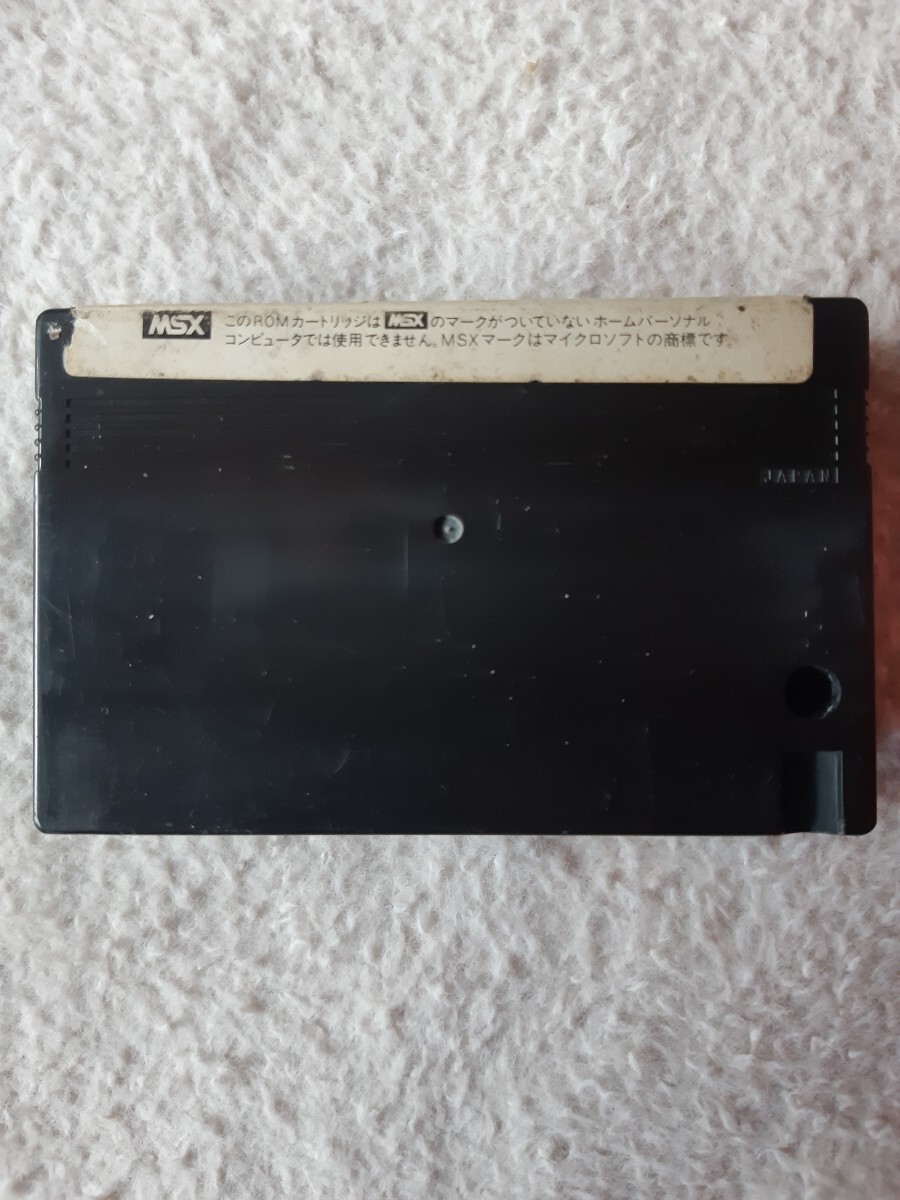 MSX このROMカートリッジは MSX のマークがついていない ホームパーソナル
コンピュータでは使用できません。MSXマークはマイクロソフトの商標です。
JAPAN